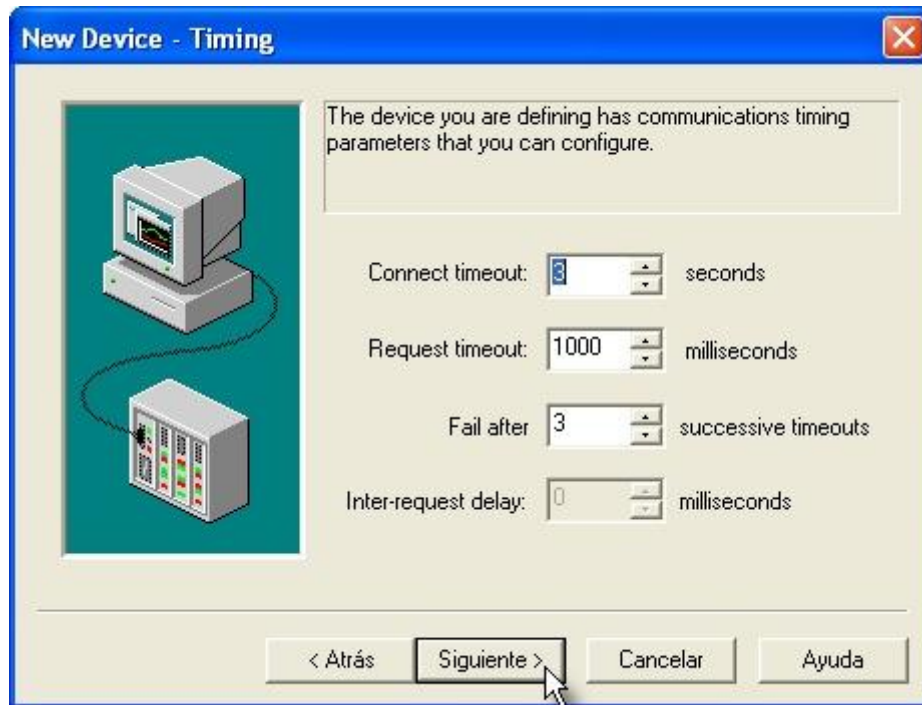 New Device - Timing
The device you are defining has communications timing
parameters that you can configure.
Connect timeout: 3 seconds
Request timeout: 1000 milliseconds
Fail after 3 successive timeouts
Inter-request delay: 0 milliseconds
< Atrás Siguiente > Cancelar Ayuda